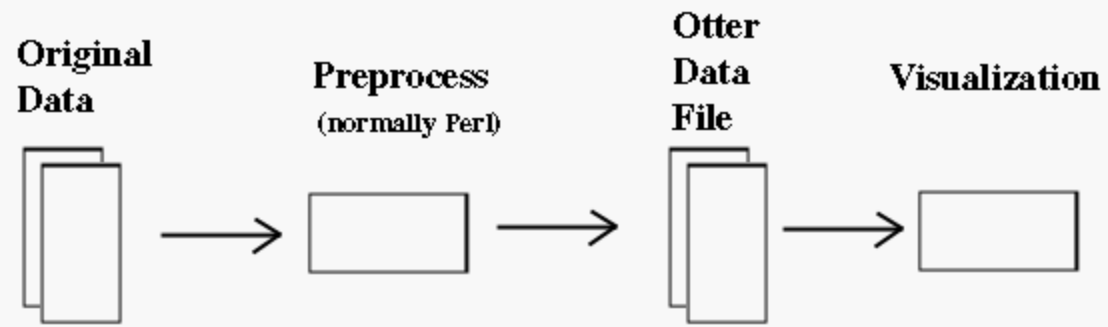 Original
Data
Preprocess
(normally Perl)
Otter
Data
File
Visualization